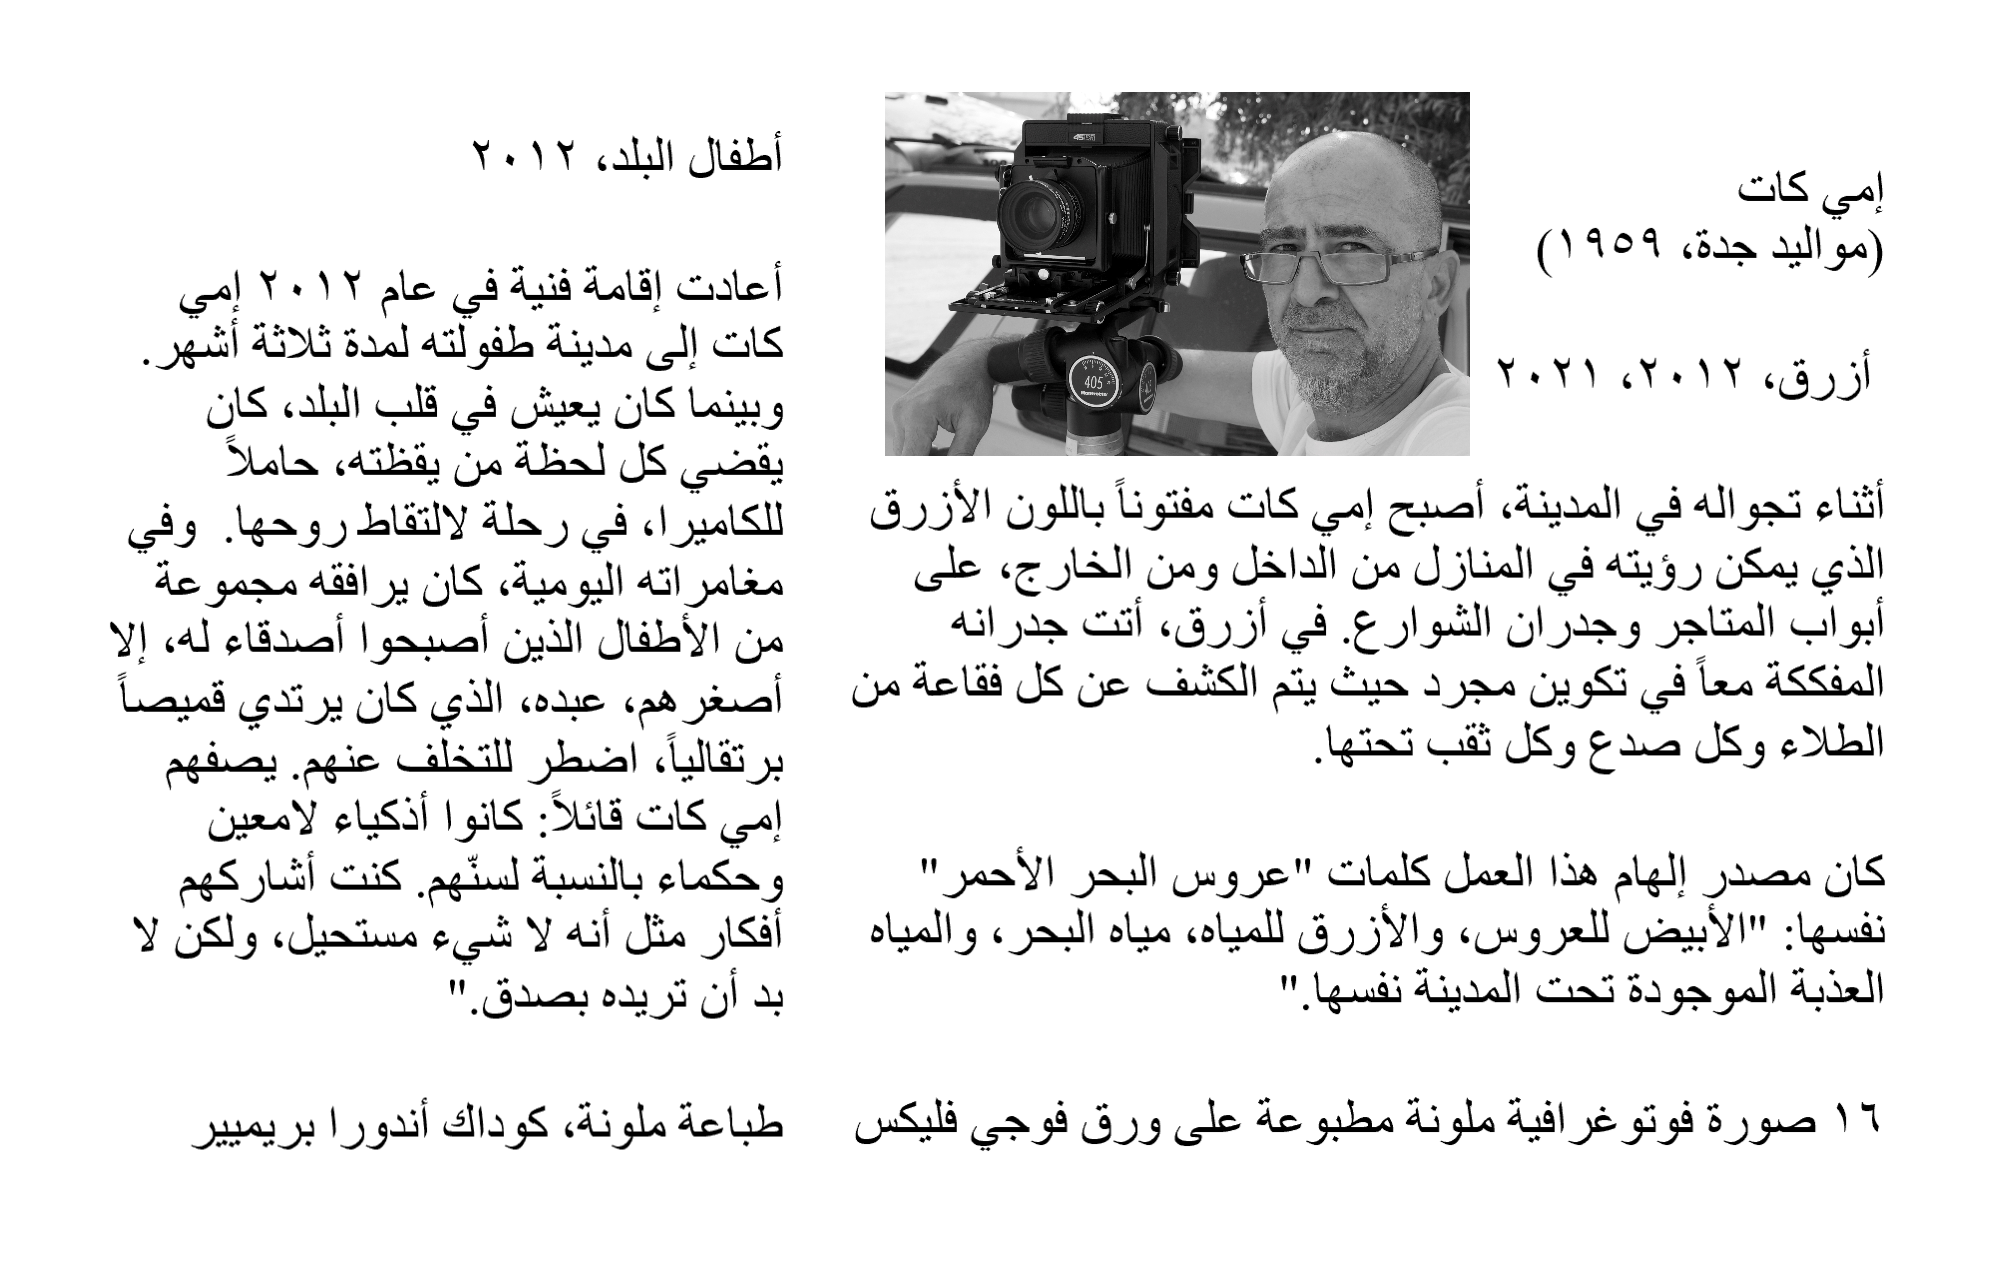 إمي كات
(مواليد جدة، ١٩٥٩)
أزرق، ٢٠١٢، ٢٠٢١
أثناء تجواله في المدينة، أصبح إمي كات مفتوناً باللون الأزرق
الذي يمكن رؤيته في المنازل من الداخل ومن الخارج، على
أبواب المتاجر وجدران الشوارع. في أزرق، أتت جدرانه
المفككة معاً في تكوين مجرد حيث يتم الكشف عن كل فقاعة من
الطلاء وكل صدع وكل ثقب تحتها.
كان مصدر إلهام هذا العمل كلمات "عروس البحر الأحمر"
نفسها: "الأبيض للعروس، والأزرق للمياه، مياه البحر، والمياه
العذبة الموجودة تحت المدينة نفسها."
١٦ صورة فوتوغرافية ملونة مطبوعة على ورق فوجي فليكس
أطفال البلد، ٢٠١٢
أعادت إقامة فنية في عام ٢٠١٢ إمي
كات إلى مدينة طفولته لمدة ثلاثة أشهر.
وبينما كان يعيش في قلب البلد، كان
يقضي كل لحظة من يقظته، حاملاً
للكاميرا، في رحلة لالتقاط روحها. وفي
مغامراته اليومية، كان يرافقه مجموعة
من الأطفال الذين أصبحوا أصدقاء له، إلا
أصغرهم، عبده، الذي كان يرتدي قميصاً
برتقالياً، اضطر للتخلف عنهم. يصفهم
إمي كات قائلاً: كانوا أذكياء لامعين
وحكماء بالنسبة لسنّهم. كنت أشاركهم
أفكار مثل أنه لا شيء مستحيل، ولكن لا
بد أن تريده بصدق."
طباعة ملونة، كوداك أندورا بريميير
45
405
Manfrotto